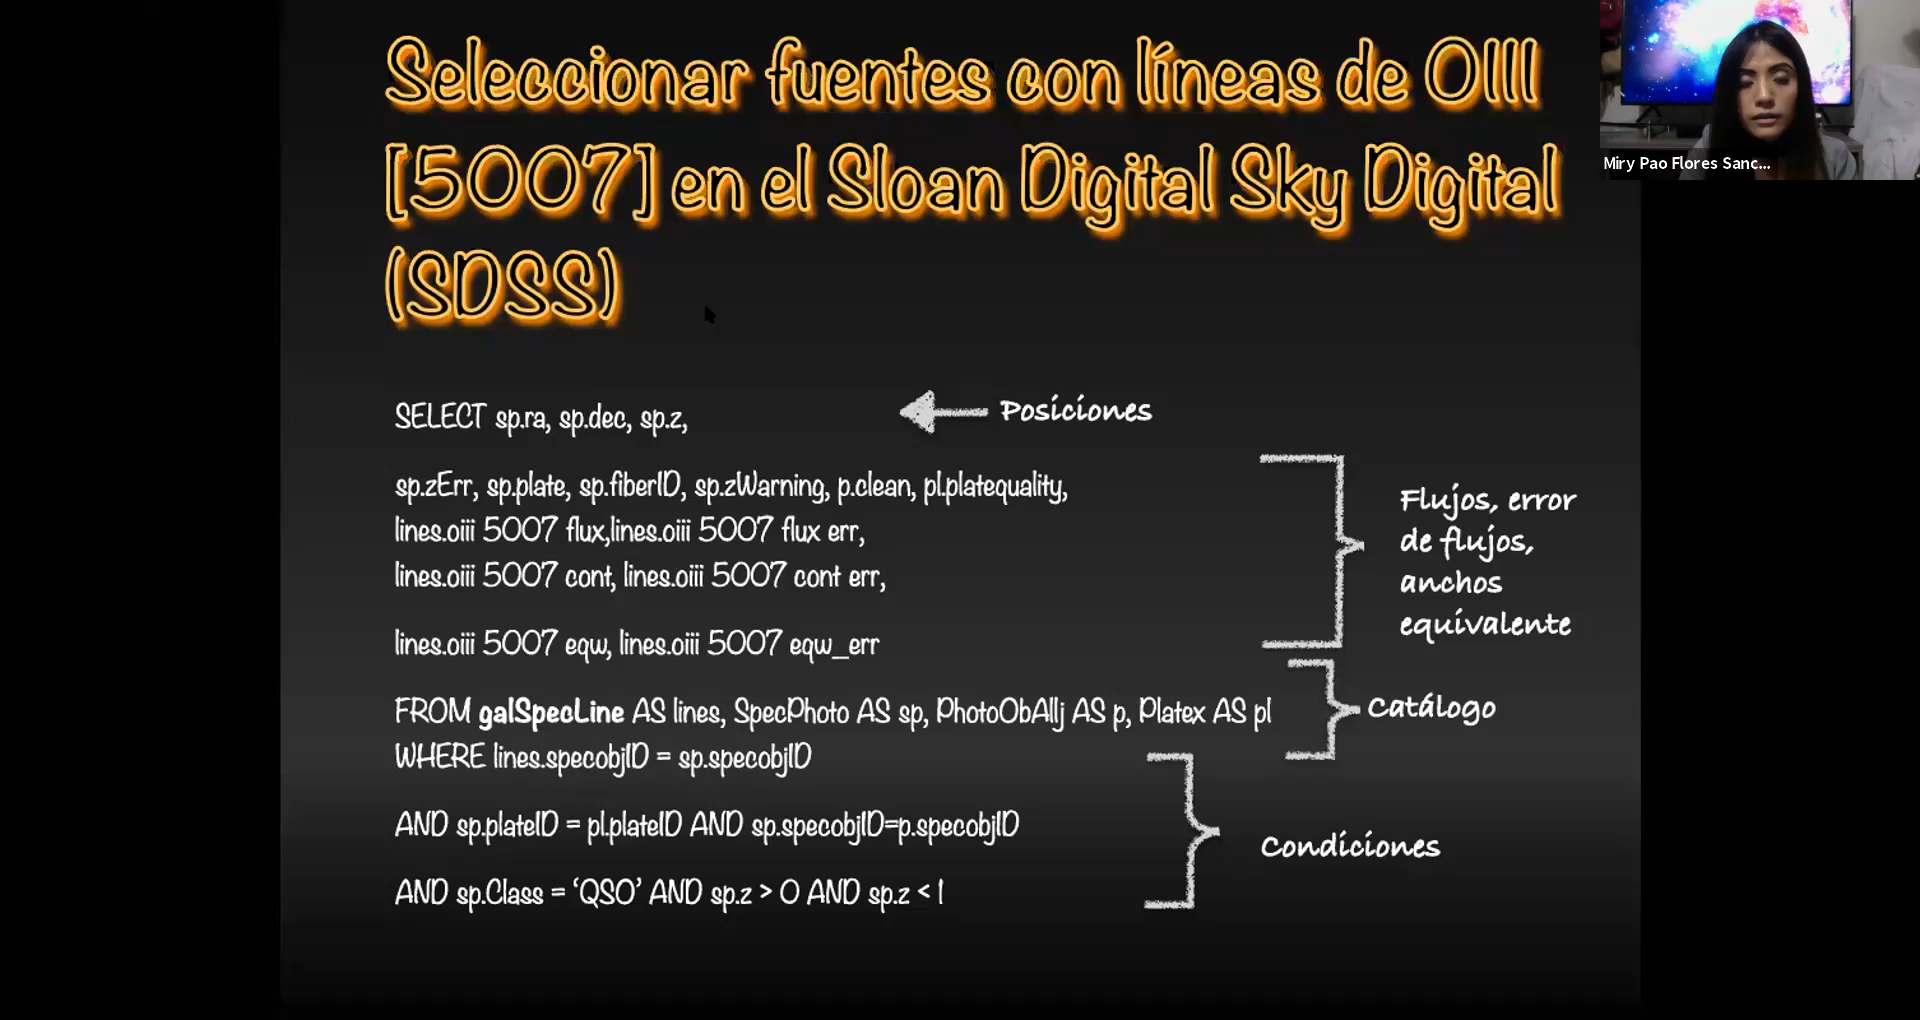 Seleccionar fuentes con líneas de OIII
[5007] en el Sloan Digital Sky Digital
(SDSS)
Miry Pao Flores Sanc...
SELECT sp.ra, sp.dec, sp.z,
Posiciones
sp.zErr, sp.plate, sp.fiberID, sp.zWarning, p.clean, pl.platequality,
lines.oiii 5007 flux,lines.oiii 5007 flux err,
lines.oiii 5007 cont, lines.oiii 5007 cont err,
lines.oiii 5007 eqw, lines.oiii 5007 eqw_err
Flujos, error
de flujos,
anchos
equivalente
FROM galSpecLine AS lines, SpecPhoto AS sp, PhotoObAllj AS p, Platex AS pl
Catálogo
WHERE lines.specobjID = sp.specobjID
AND sp.plateID = pl.plateID AND sp.specobjID=p.specobjID
AND sp.Class = ‘QSO’ AND sp.z > 0 AND sp.z < 1
Condiciones